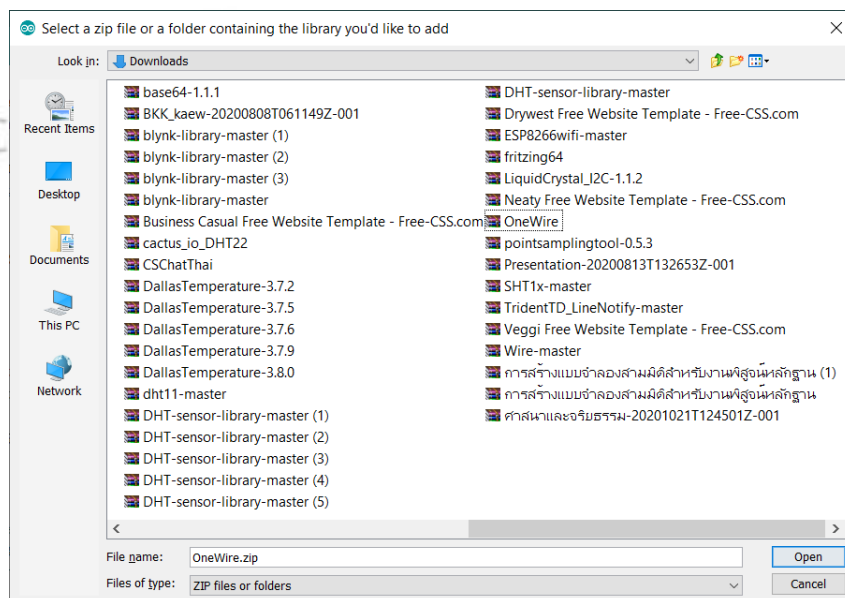 Select a zip file or a folder containing the library you'd like to add
Look in:
Downloads
Recent Items
Desktop
Documents
This PC
Network
base64-1.1.1
BKK_kaew-20200808T061149Z-001
blynk-library-master (1)
blynk-library-master (2)
blynk-library-master (3)
blynk-library-master
Business Casual Free Website Template - Free-CSS.com
cactus_io_DHT22
CSChatThai
DallasTemperature-3.7.2
DallasTemperature-3.7.5
DallasTemperature-3.7.6
DallasTemperature-3.7.9
DallasTemperature-3.8.0
dht11-master
DHT-sensor-library-master (1)
DHT-sensor-library-master (2)
DHT-sensor-library-master (3)
DHT-sensor-library-master (4)
DHT-sensor-library-master (5)
DHT-sensor-library-master
Drywest Free Website Template - Free-CSS.com
ESP8266wifi-master
fritzing64
LiquidCrystal_I2C-1.1.2
Neaty Free Website Template - Free-CSS.com
OneWire
pointsamplingtool-0.5.3
Presentation-20200813T132653Z-001
SHT1x-master
TridentTD_LineNotify-master
Veggi Free Website Template - Free-CSS.com
Wire-master
การสร้างแบบจำลองสามมิติสำหรับงานพิสูจน์หลักฐาน (1)
การสร้างแบบจำลองสามมิติสำหรับงานพิสูจน์หลักฐาน
ศาสนาและจริยธรรม-20201021T124501Z-001
File name:
OneWire.zip
Open
Files of type:
ZIP files or folders
Cancel